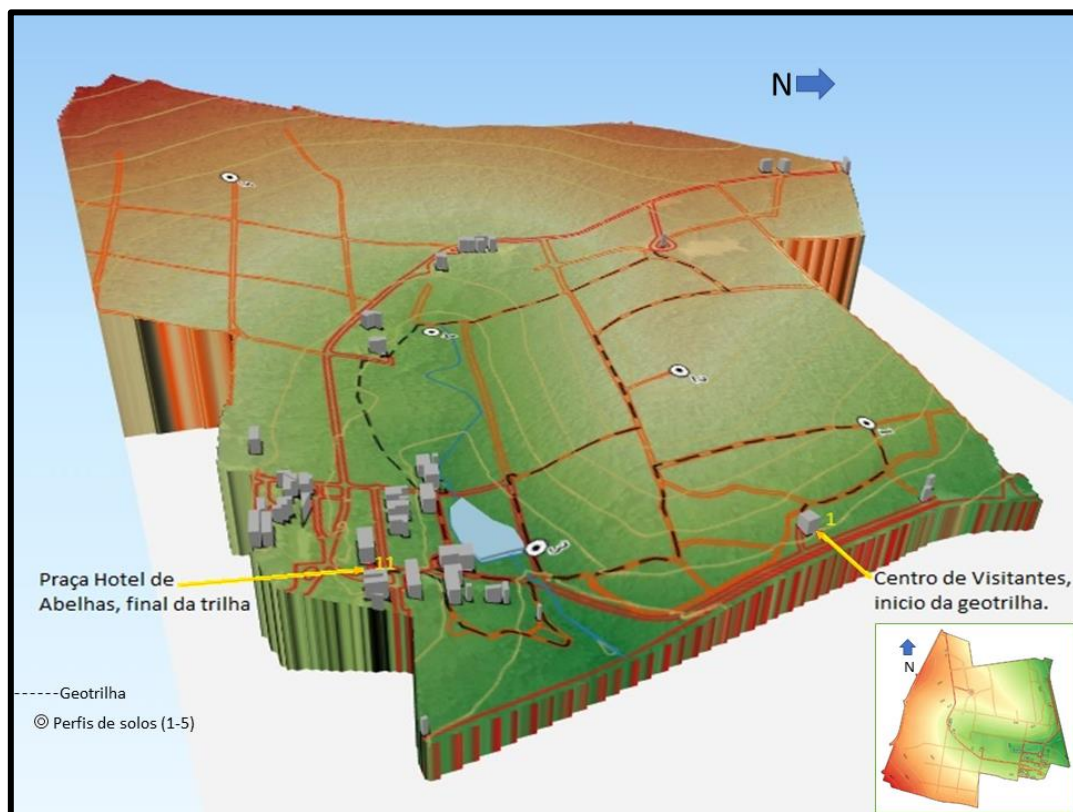 N
1
11
Praça Hotel de
Abelhas, final da trilha
Centro de Visitantes,
inicio da geotrilha.
N
------Geotrilha
Perfis de solos (1-5)